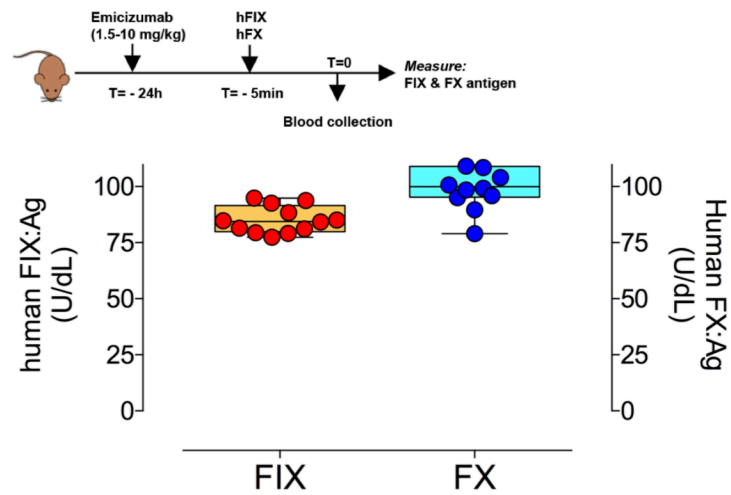 Emicizumab
(1.5-10 mg/kg)
hFIX
hFX
T=0
Measure:
FIX & FX antigen
T= - 24h
T= - 5min
Blood collection
human FIX:Ag
(U/dL)
100
75
50
25
0
100
75
50
25
0
Human FX:Ag
(U/dL)
FIX
FX